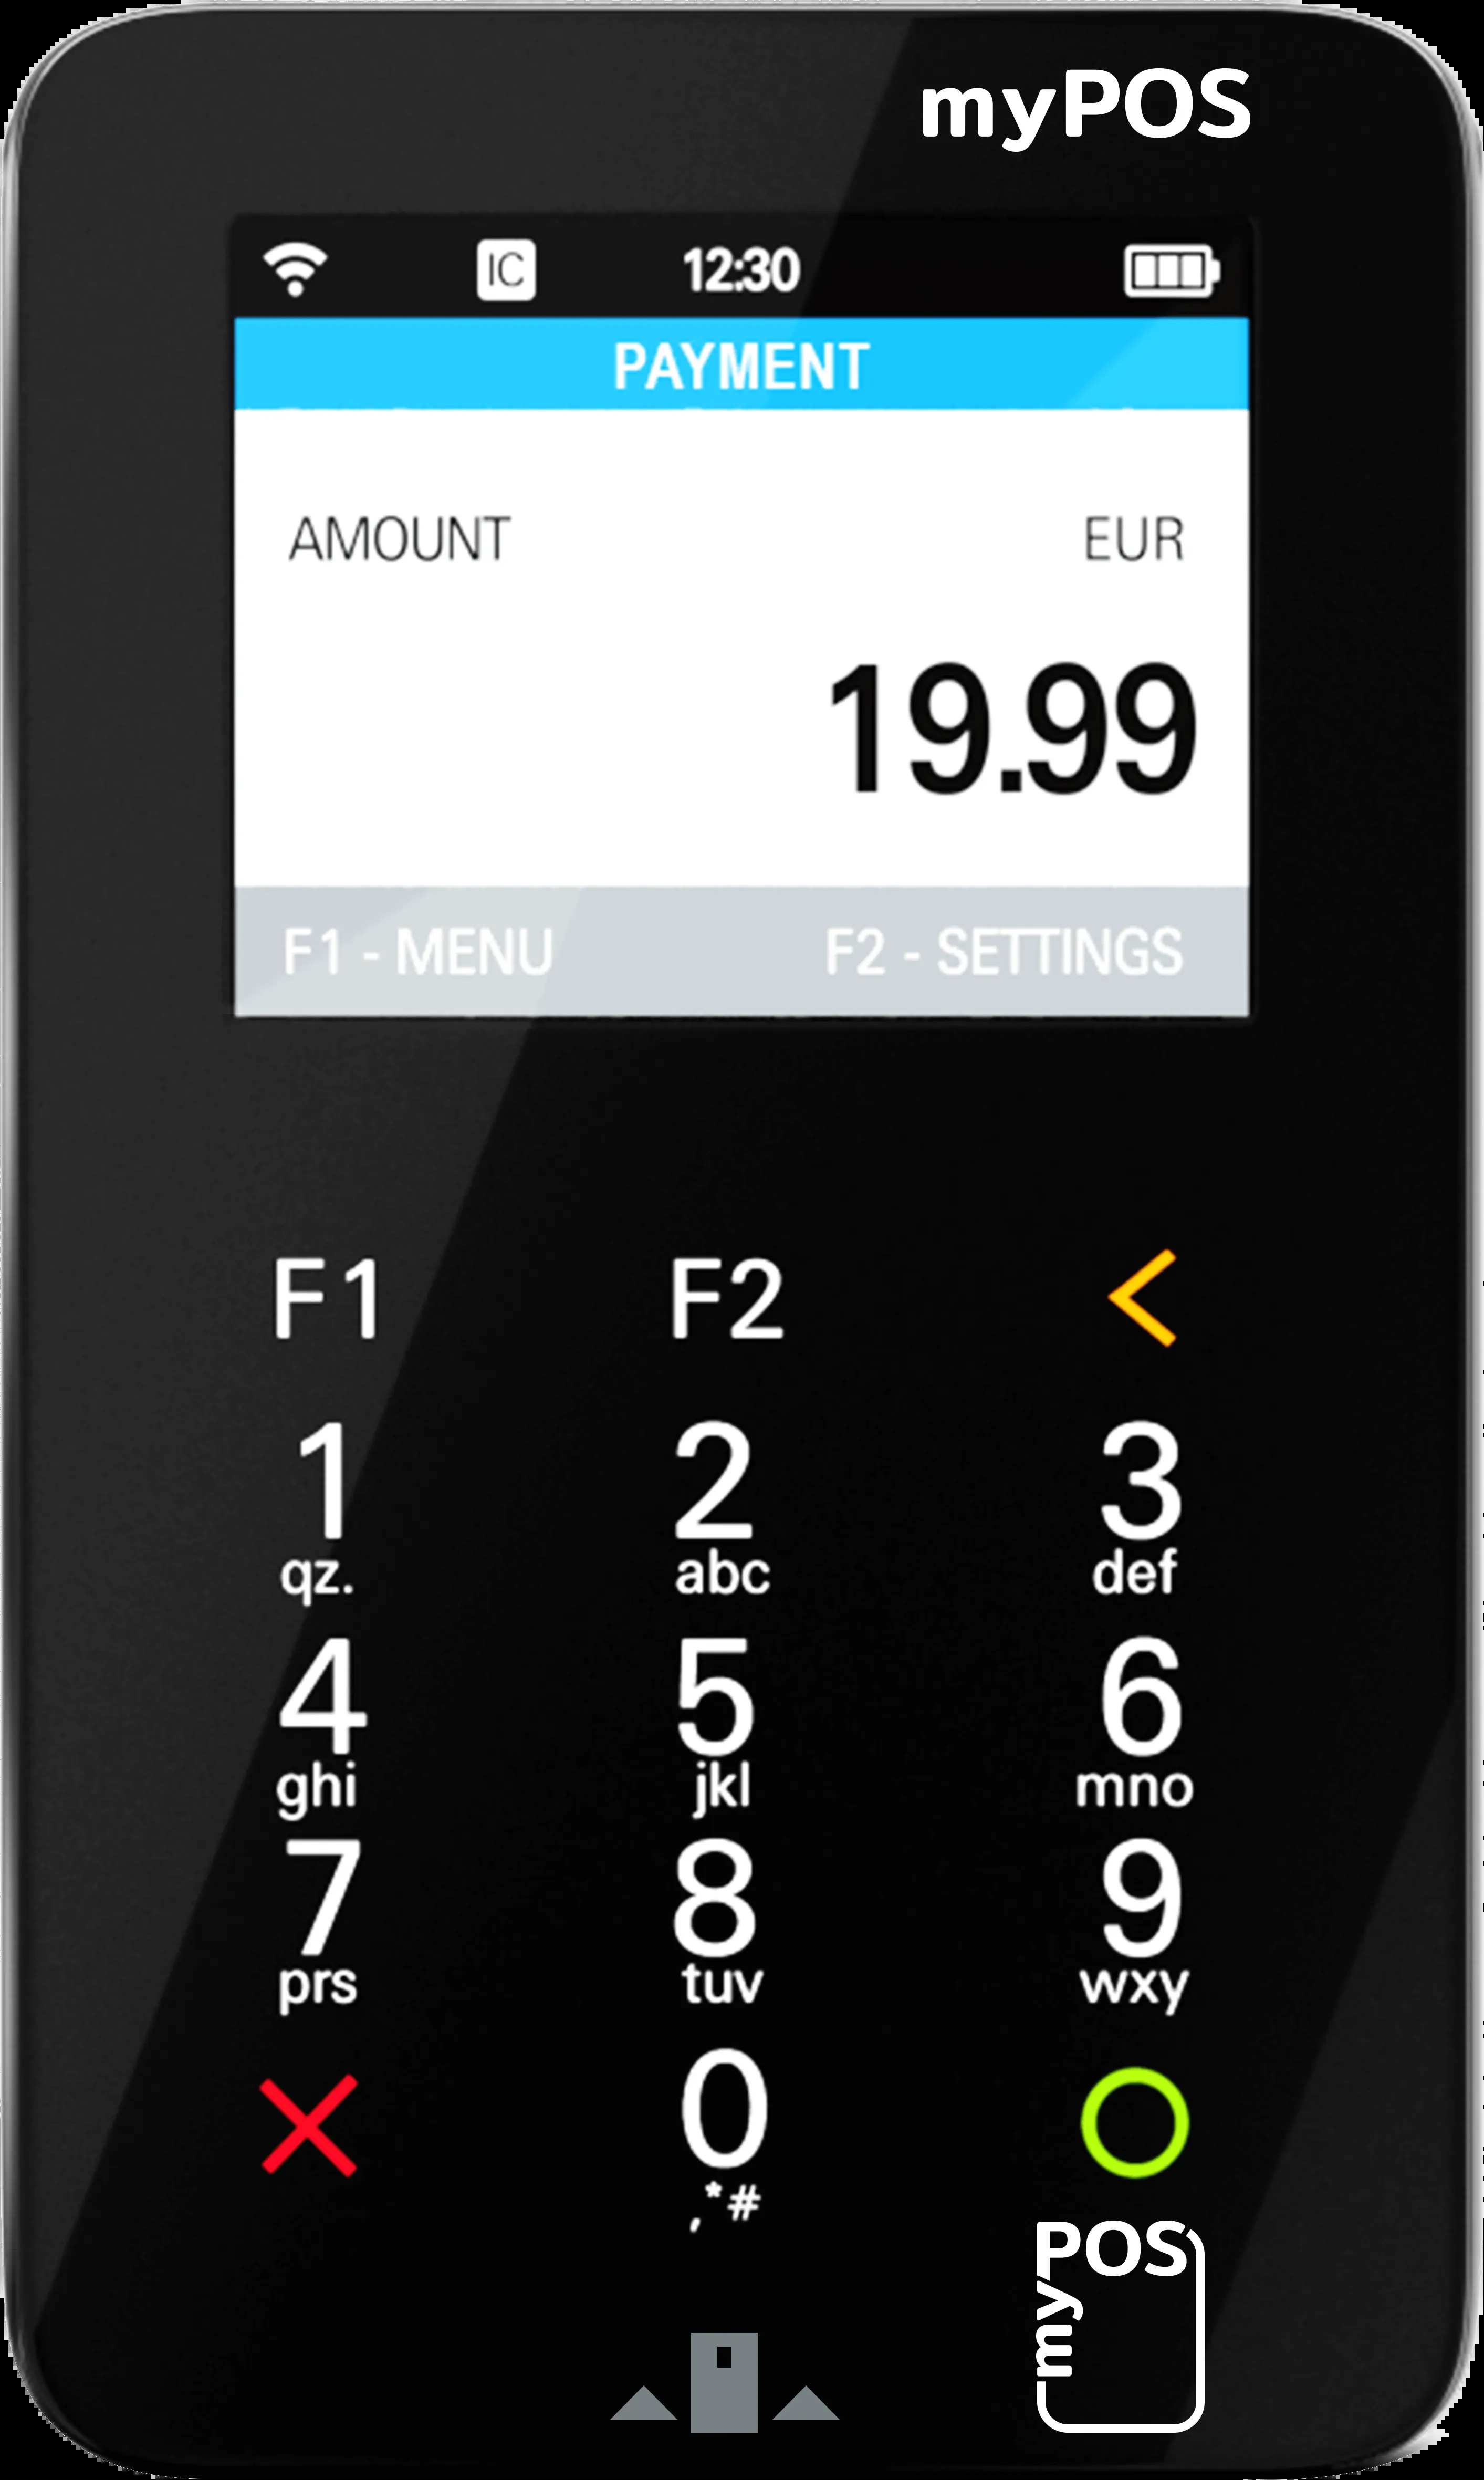 myPOS
IC 12:30
PAYMENT
AMOUNT EUR
19.99
F1 - MENU F2 - SETTINGS
F1 F2 <
1 2 3
qz. abc def
4 5 6
ghi jkl mno
7 8 9
prs tuv wxy
0
,*#
myPOS